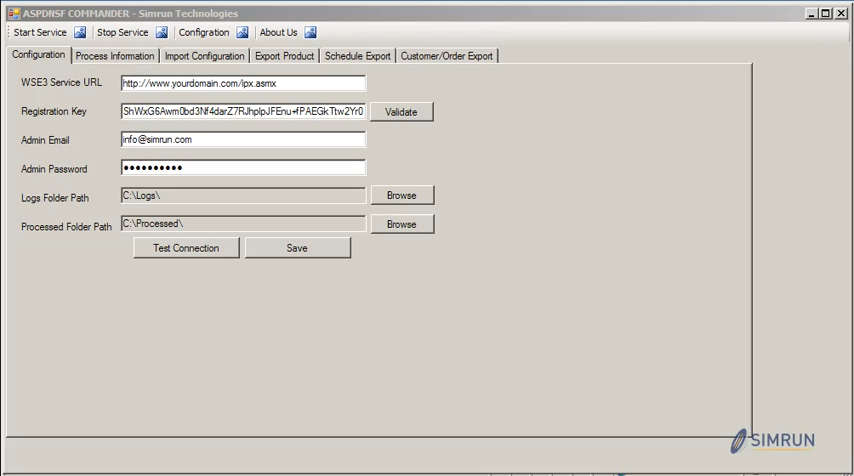 ASPDNSF COMMANDER - Simrun Technologies
Start Service Stop Service Configration About Us
Configuration Process Information Import Configuration Export Product Schedule Export Customer/Order Export
WSE3 Service URL http://www.yourdomain.com/ipx.asmx
Registration Key ShWxG6Awm0bd3Nf4darZ7RJhplpJFEnu+fPAEGkTtw2Yr0 Validate
Admin Email info@simrun.com
Admin Password ●●●●●●●●●●
Logs Folder Path C:\Logs\ Browse
Processed Folder Path C:\Processed\ Browse
Test Connection Save
SIMRUN